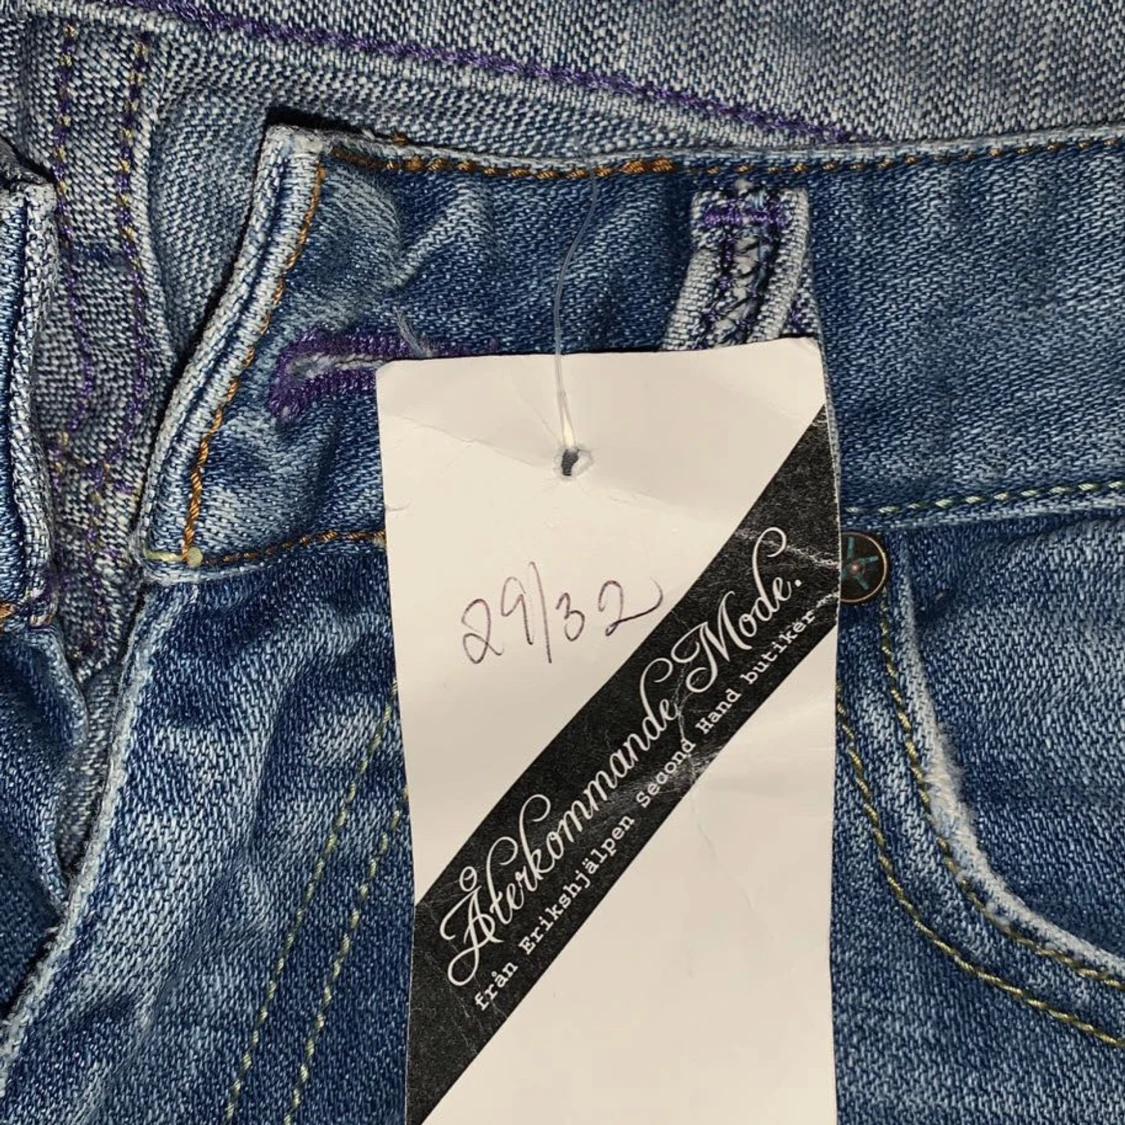 29/32
Återkommande Mode.
från Erikshjälpen Second Hand butiker